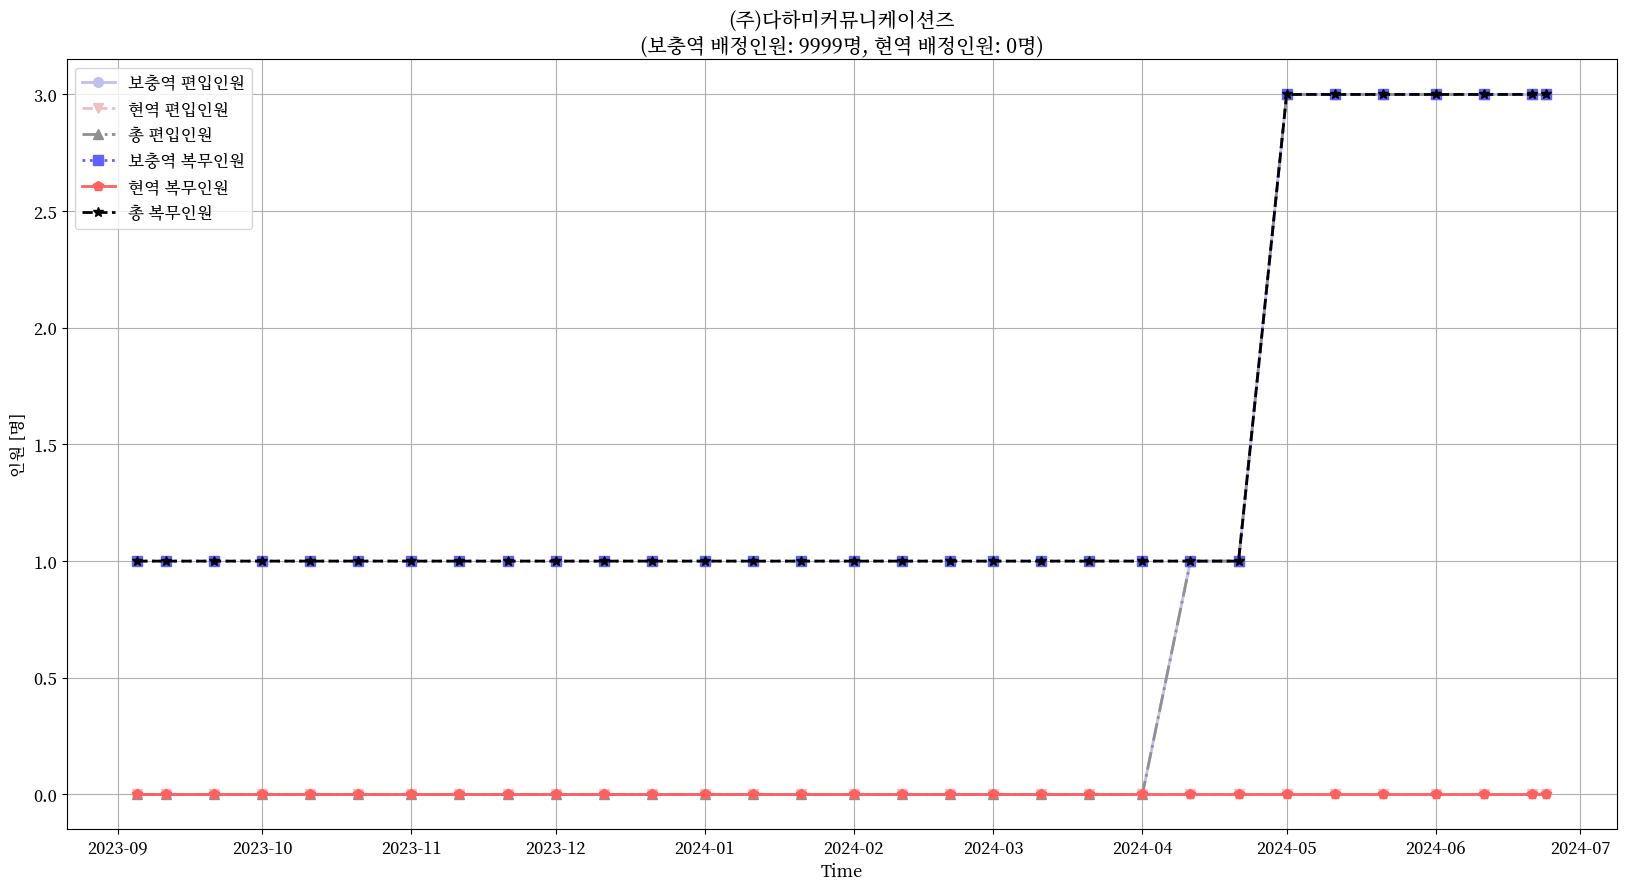 (주)다하미커뮤니케이션즈
(보충역 배정인원: 9999명, 현역 배정인원: 0명)
보충역 편입인원
현역 편입인원
총 편입인원
보충역 복무인원
현역 복무인원
총 복무인원
3.0
2.5
2.0
1.5
1.0
0.5
0.0
인원 [명]
2023-09 2023-10 2023-11 2023-12 2024-01 2024-02 2024-03 2024-04 2024-05 2024-06 2024-07
Time